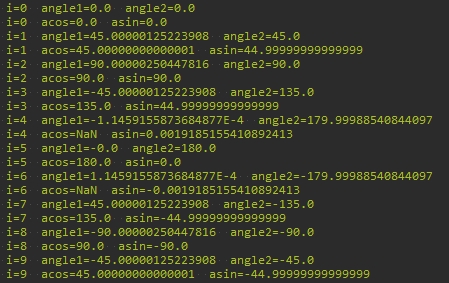 i=0 angle1=0.0 angle2=0.0
i=0 acos=0.0 asin=0.0
i=1 angle1=45.00000125223908 angle2=45.0
i=1 acos=45.00000000000001 asin=44.99999999999999
i=2 angle1=90.00000250447816 angle2=90.0
i=2 acos=90.0 asin=90.0
i=3 angle1=-45.00000125223908 angle2=135.0
i=3 acos=135.0 asin=44.99999999999999
i=4 angle1=-1.1459155873684877E-4 angle2=179.99988540844097
i=4 acos=NaN asin=0.0019185155410892413
i=5 angle1=-0.0 angle2=180.0
i=5 acos=180.0 asin=0.0
i=6 angle1=1.1459155873684877E-4 angle2=-179.99988540844097
i=6 acos=NaN asin=-0.0019185155410892413
i=7 angle1=45.00000125223908 angle2=-135.0
i=7 acos=135.0 asin=-44.99999999999999
i=8 angle1=-90.00000250447816 angle2=-90.0
i=8 acos=90.0 asin=-90.0
i=9 angle1=-45.00000125223908 angle2=-45.0
i=9 acos=45.00000000000001 asin=-44.99999999999999